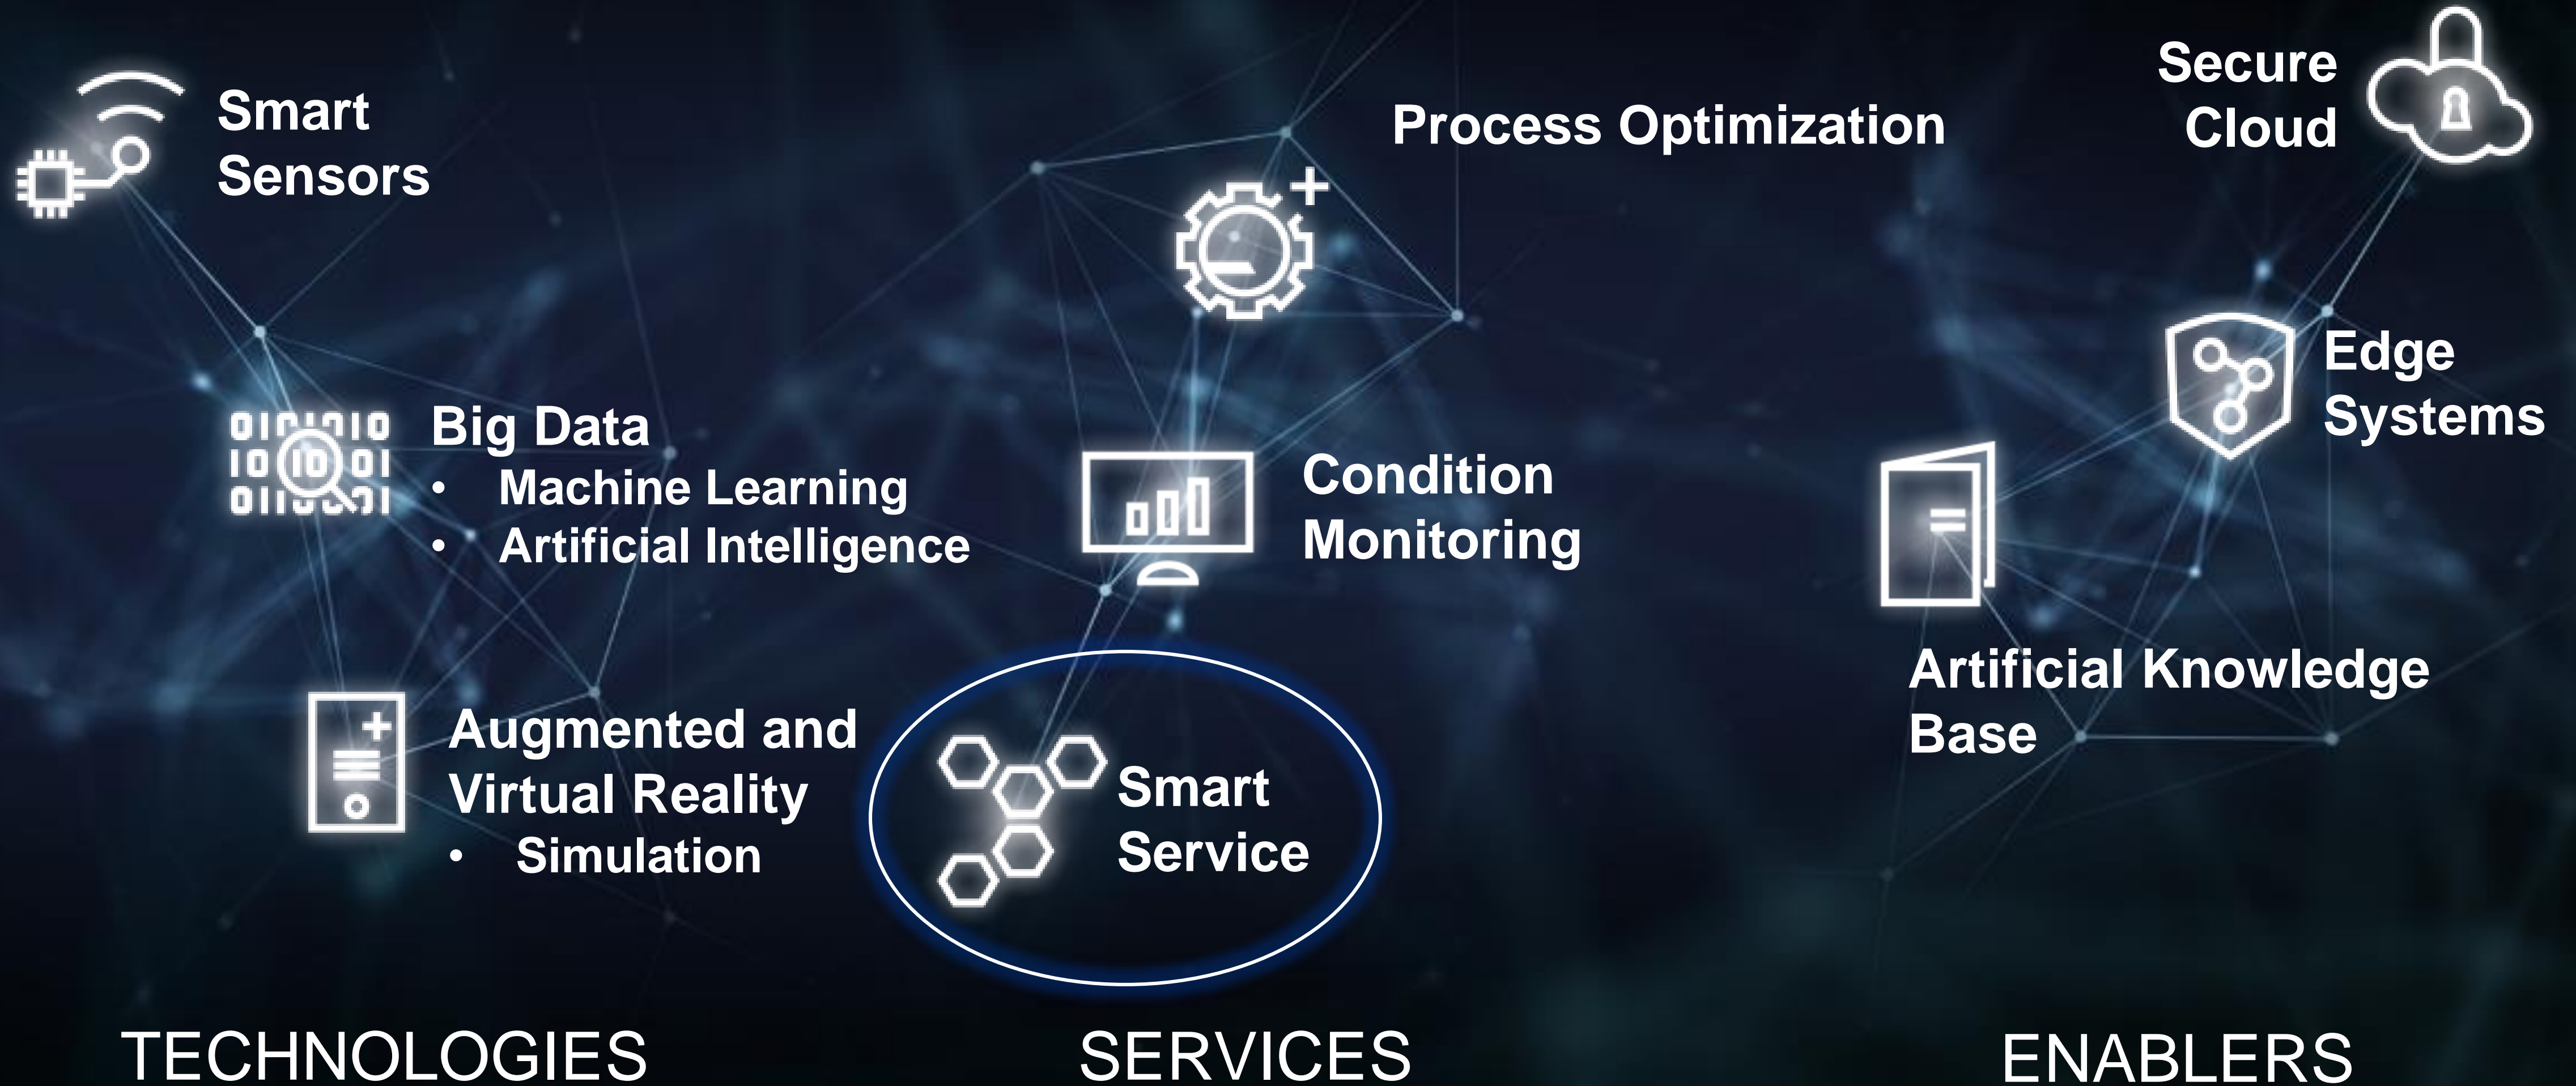 Smart
Sensors
Big Data
• Machine Learning
• Artificial Intelligence
Augmented and
Virtual Reality
• Simulation
TECHNOLOGIES
Process Optimization
Condition
Monitoring
Smart
Service
SERVICES
Secure
Cloud
Edge
Systems
Artificial Knowledge
Base
ENABLERS